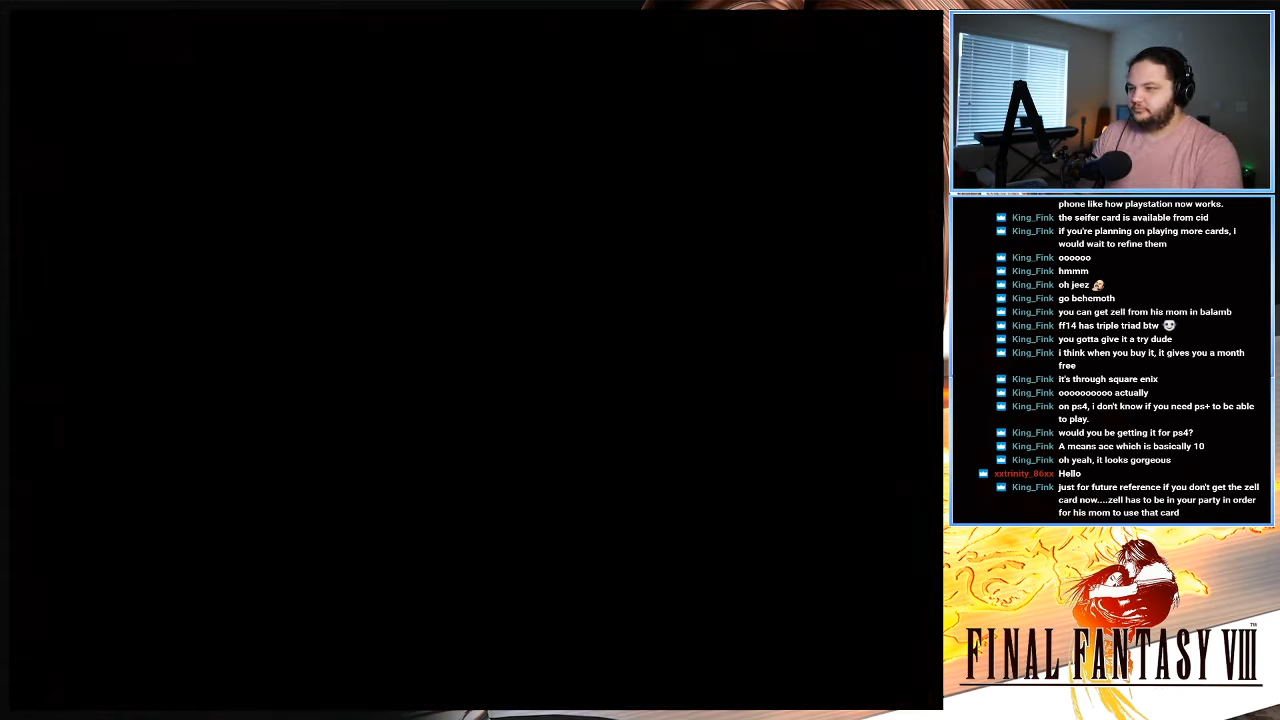 phone like how playstation now works.
King_Fink the seifer card is available from cid
King_Fink if you're planning on playing more cards, i
would wait to refine them
King_Fink oooooo
King_Fink hmmm
King_Fink oh jeez
King_Fink go behemoth
King_Fink you can get zell from his mom in balamb
King_Fink ff14 has triple triad btw
King_Fink you gotta give it a try dude
King_Fink i think when you buy it, it gives you a month
free
King_Fink it's through square enix
King_Fink oooooooooo actually
King_Fink on ps4, i don't know if you need ps+ to be able
to play.
King_Fink would you be getting it for ps4?
King_Fink A means ace which is basically 10
King_Fink oh yeah, it looks gorgeous
xxtrinity_86xx Hello
King_Fink just for future reference if you don't get the zell
card now....zell has to be in your party in order
for his mom to use that card
FINAL FANTASY VIII™